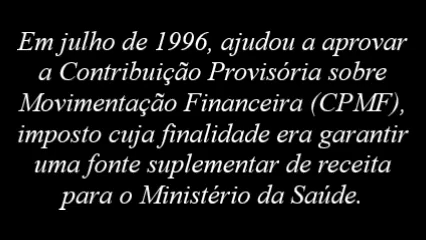 Em julho de 1996, ajudou a aprovar
a Contribuição Provisória sobre
Movimentação Financeira (CPMF),
imposto cuja finalidade era garantir
uma fonte suplementar de receita
para o Ministério da Saúde.